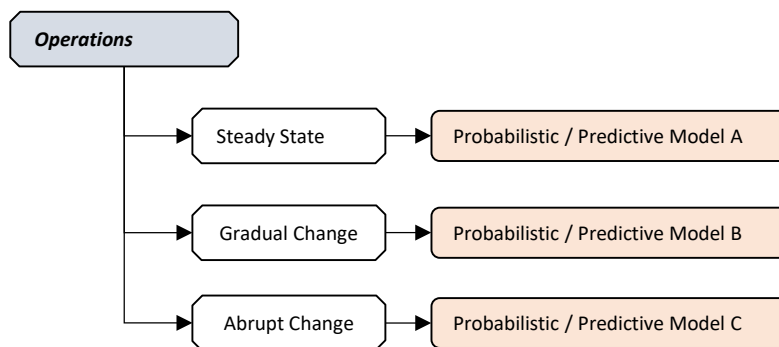 Operations
Steady State
Probabilistic / Predictive Model A
Gradual Change
Probabilistic / Predictive Model B
Abrupt Change
Probabilistic / Predictive Model C